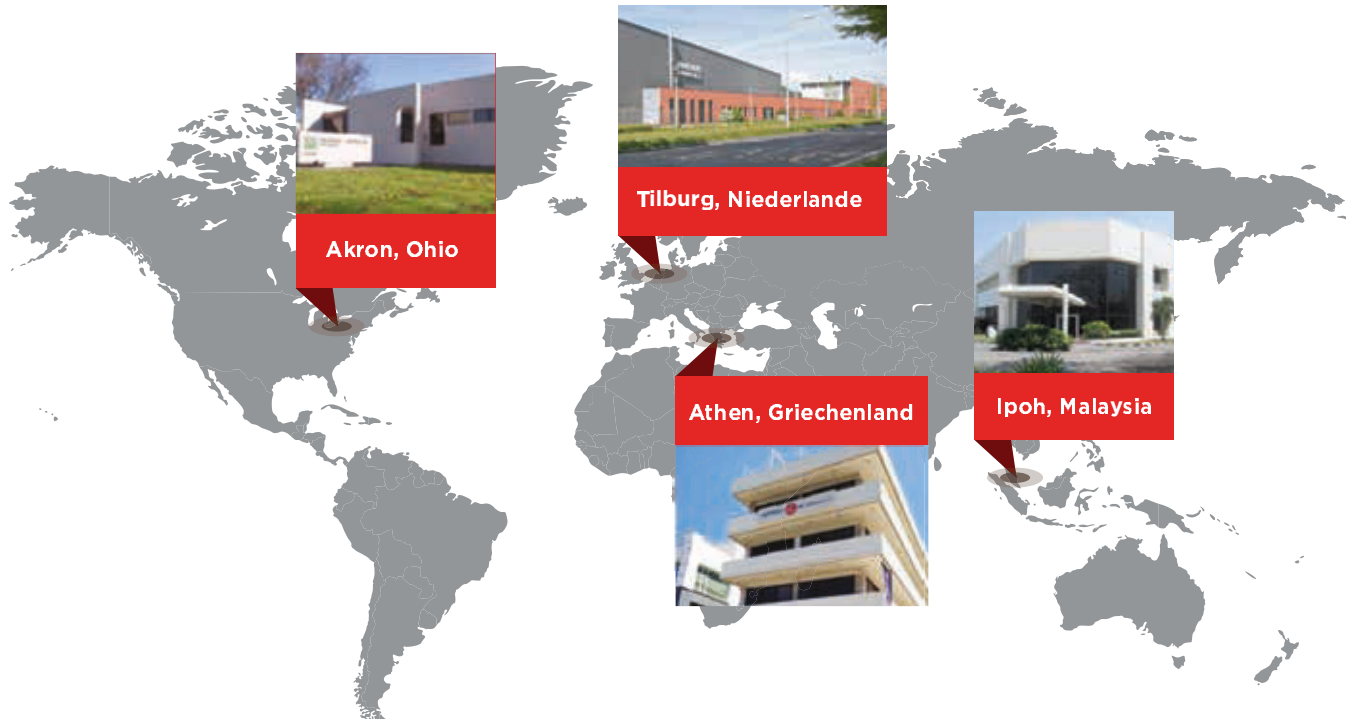 Tilburg, Niederlande
Akron, Ohio
Ipoh, Malaysia
Athen, Griechenland